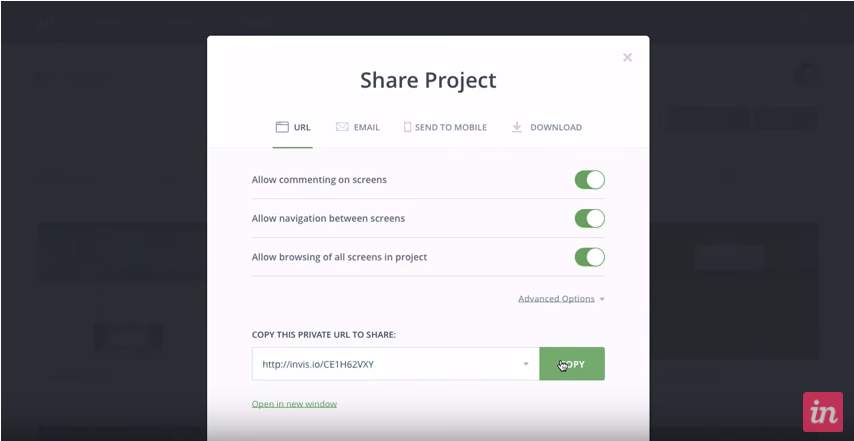 Share Project
URL
EMAIL
SEND TO MOBILE
DOWNLOAD
Allow commenting on screens
Allow navigation between screens
Allow browsing of all screens in project
Advanced Options
COPY THIS PRIVATE URL TO SHARE:
http://invis.io/CE1H62VXY
COPY
Open in new window
in